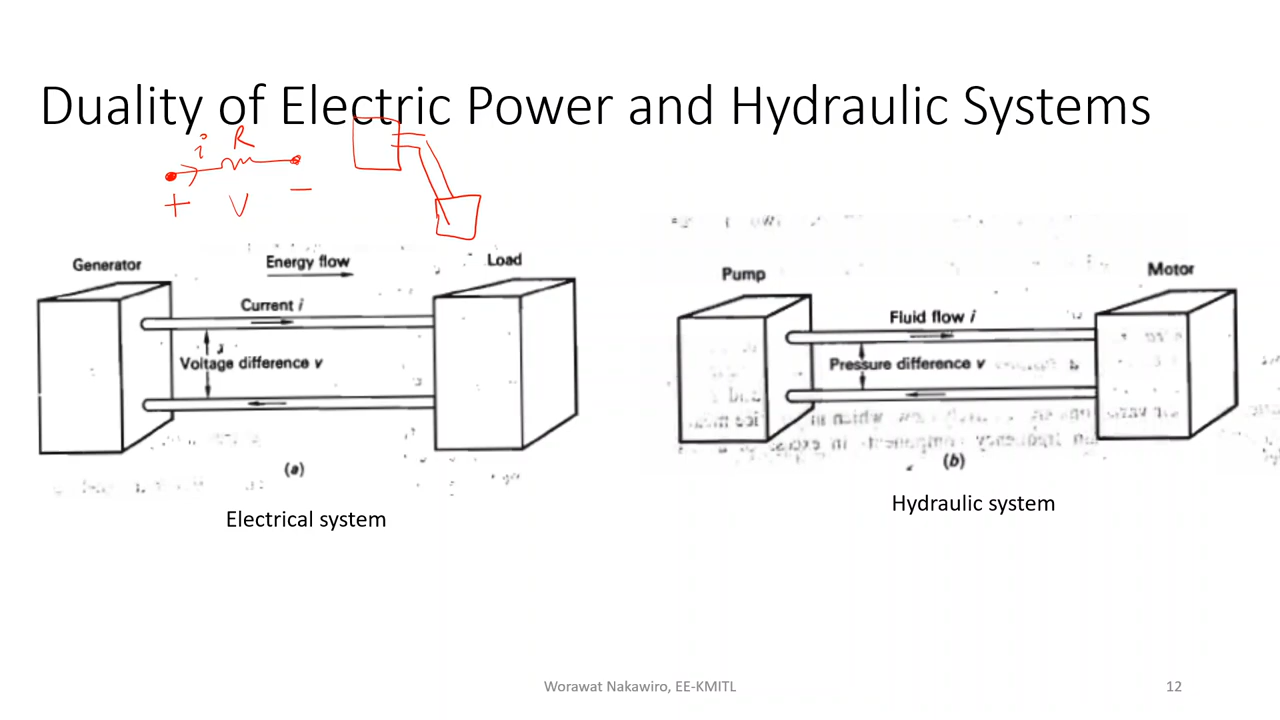 Duality of Electric Power and Hydraulic Systems
i R
+ V −
Generator
Energy flow
Load
Current i
Voltage difference v
(a)
Electrical system
Pump
Motor
Fluid flow i
Pressure difference v
(b)
Hydraulic system
Worawat Nakawiro, EE-KMITL
12